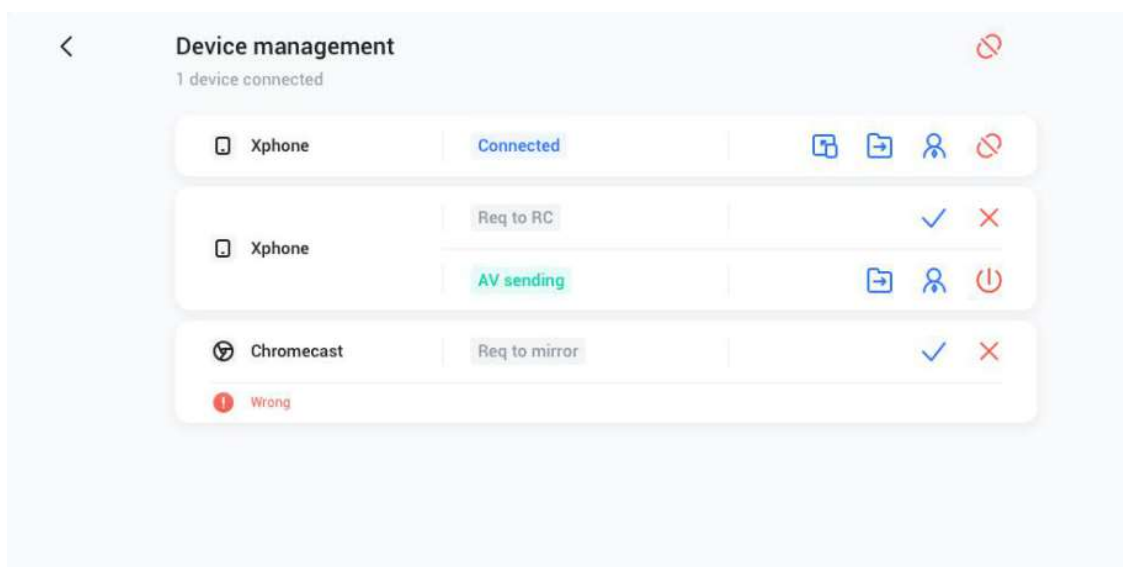 Device management
1 device connected
Xphone
Connected
Xphone
Req to RC
AV sending
Chromecast
Req to mirror
Wrong